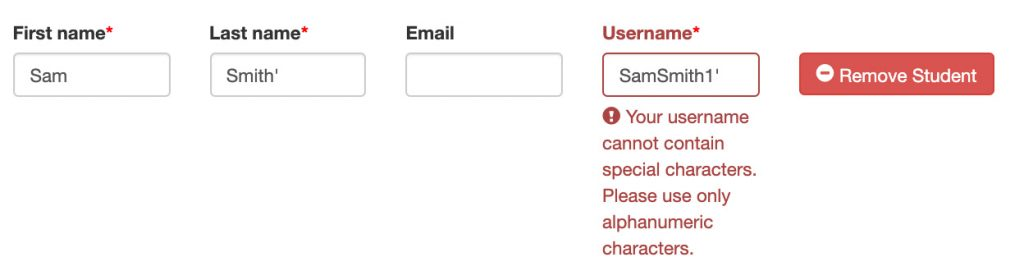 First name* Last name* Email Username*
Sam Smith' SamSmith1' Remove Student
Your username
cannot contain
special characters.
Please use only
alphanumeric
characters.